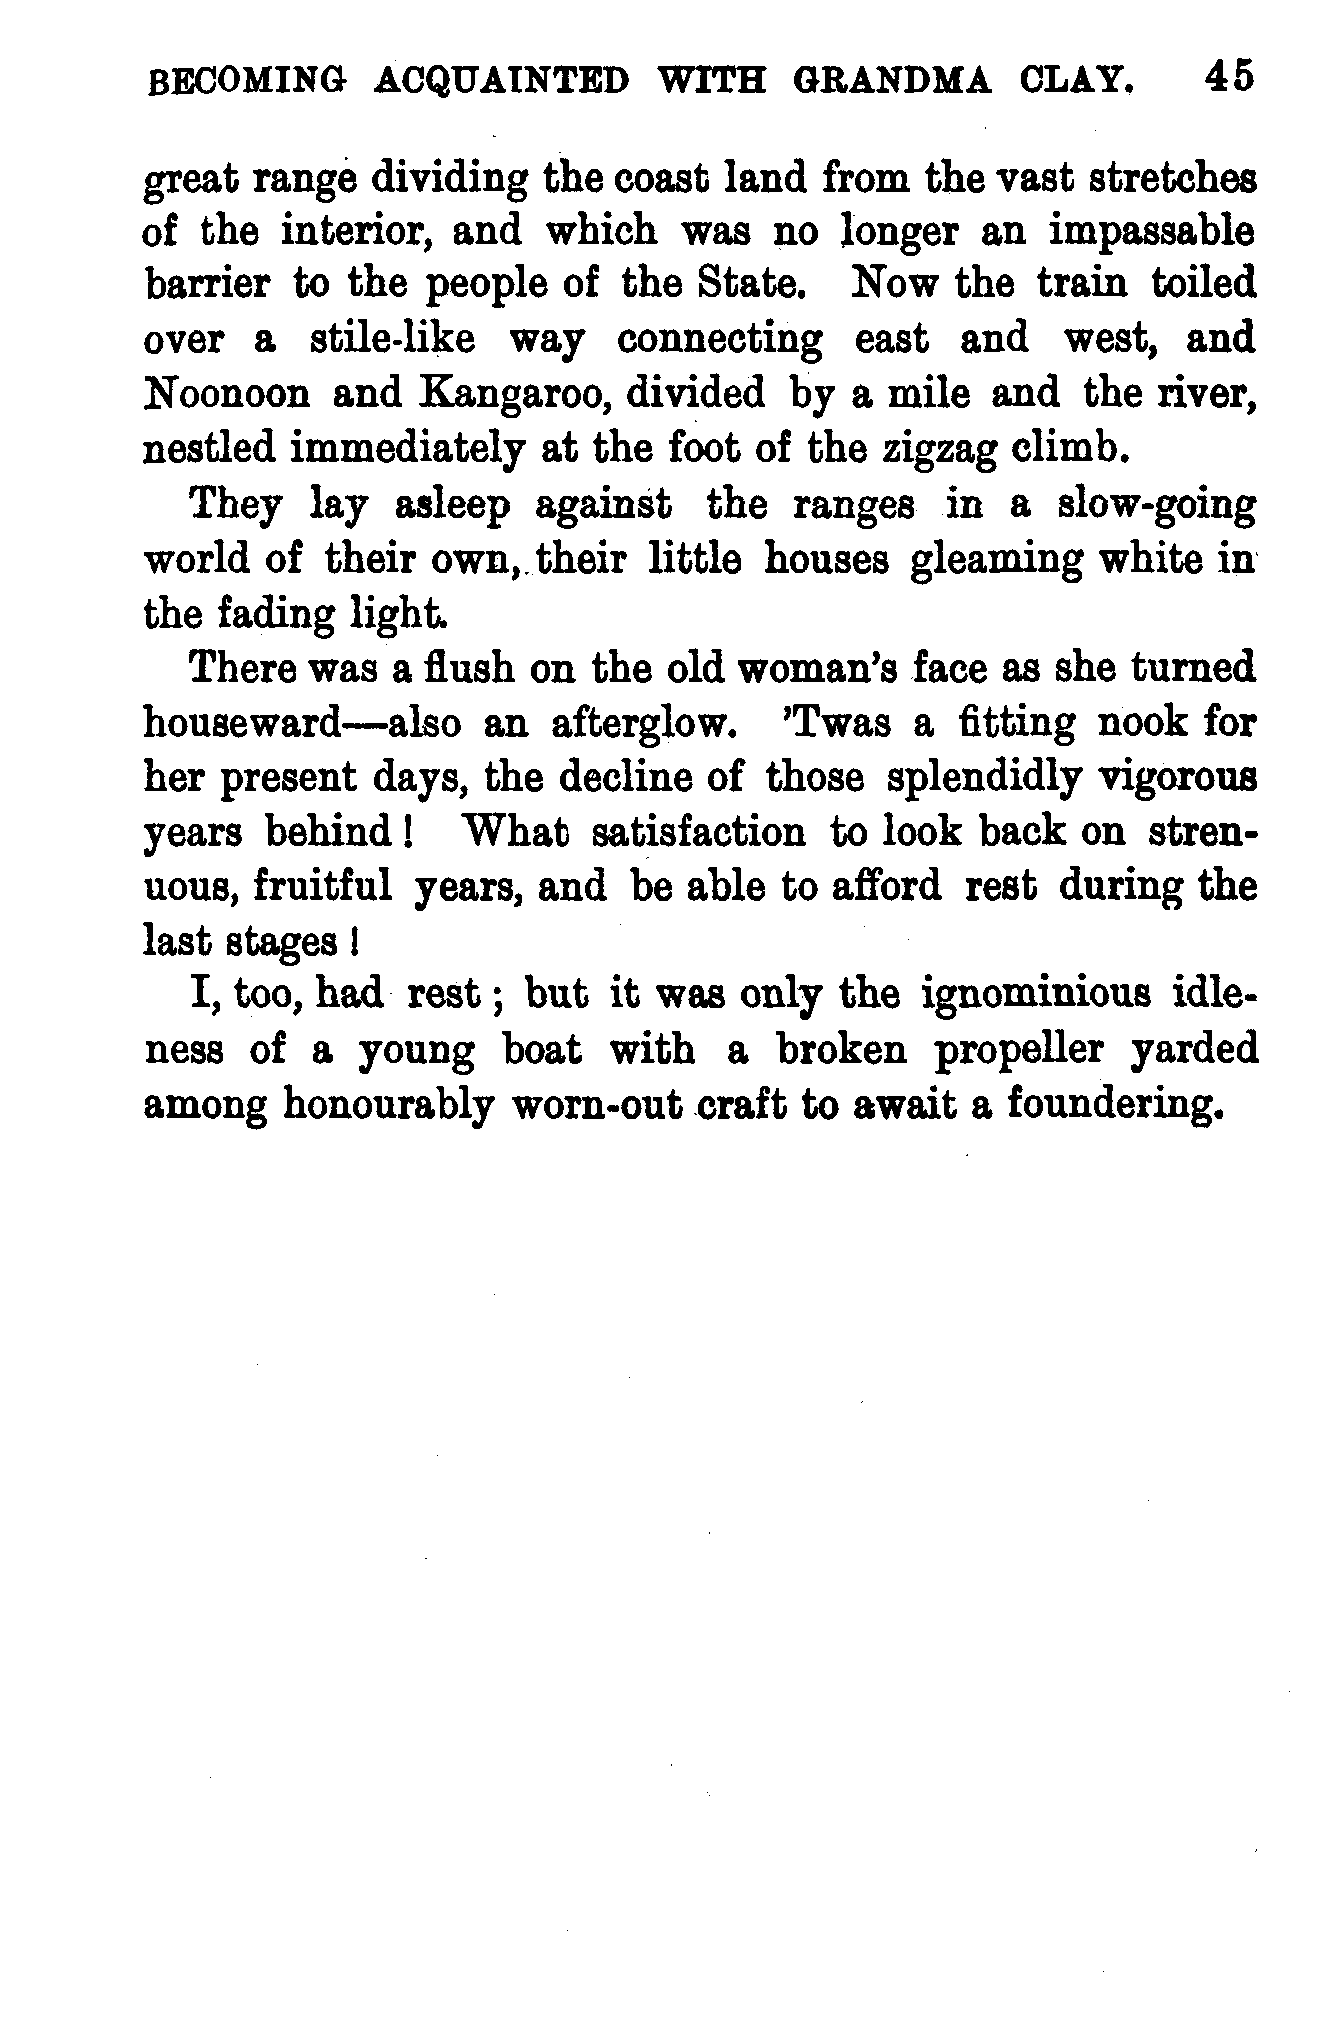 BECOMING ACQUAINTED WITH GRANDMA CLAY. 45
great range dividing the coast land from the vast stretches
of the interior, and which was no longer an impassable
barrier to the people of the State. Now the train toiled
over a stile-like way connecting east and west, and
Noonoon and Kangaroo, divided by a mile and the river,
nestled immediately at the foot of the zigzag climb.
They lay asleep against the ranges in a slow-going
world of their own, their little houses gleaming white in
the fading light.
There was a flush on the old woman's face as she turned
houseward—also an afterglow. 'Twas a fitting nook for
her present days, the decline of those splendidly vigorous
years behind! What satisfaction to look back on stren-
uous, fruitful years, and be able to afford rest during the
last stages!
I, too, had rest; but it was only the ignominious idle-
ness of a young boat with a broken propeller yarded
among honourably worn-out craft to await a foundering.